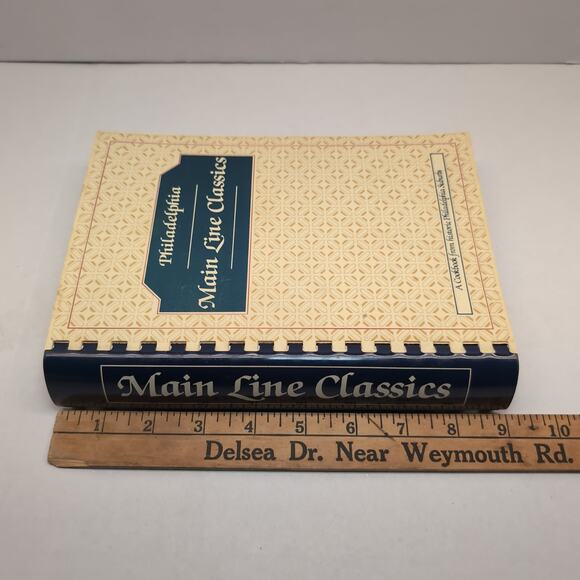 Philadelphia
Main Line Classics
A Cookbook from historic Philadelphia Suburbs
Main Line Classics
1 2 3 4 5 6 7 8 9 10
Delsea Dr. Near Weymouth Rd.